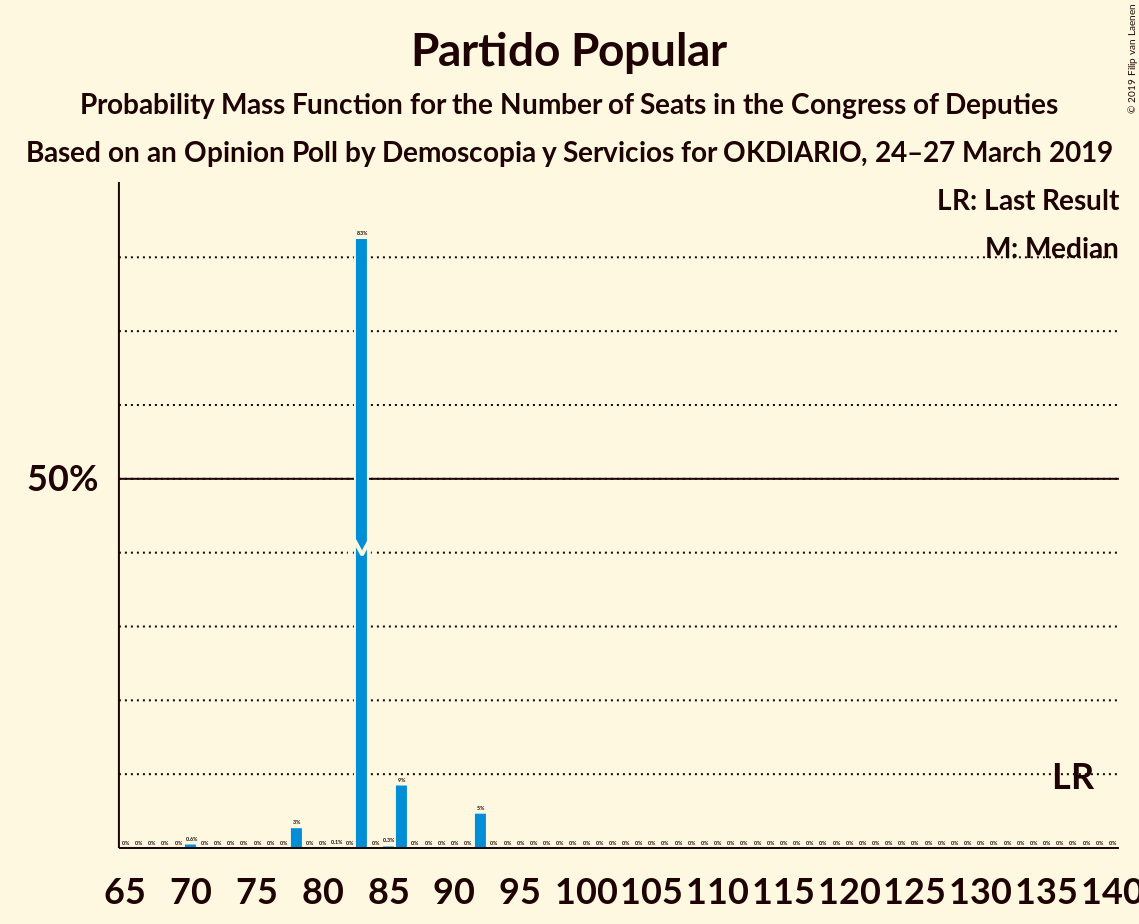 Partido Popular
Probability Mass Function for the Number of Seats in the Congress of Deputies
Based on an Opinion Poll by Demoscopia y Servicios for OKDIARIO, 24–27 March 2019
© 2019 Filip van Laenen
LR: Last Result
M: Median
50%
83%
9%
5%
3%
0.6% 0.1% 0.3%
LR
65 70 75 80 85 90 95 100 105 110 115 120 125 130 135 140